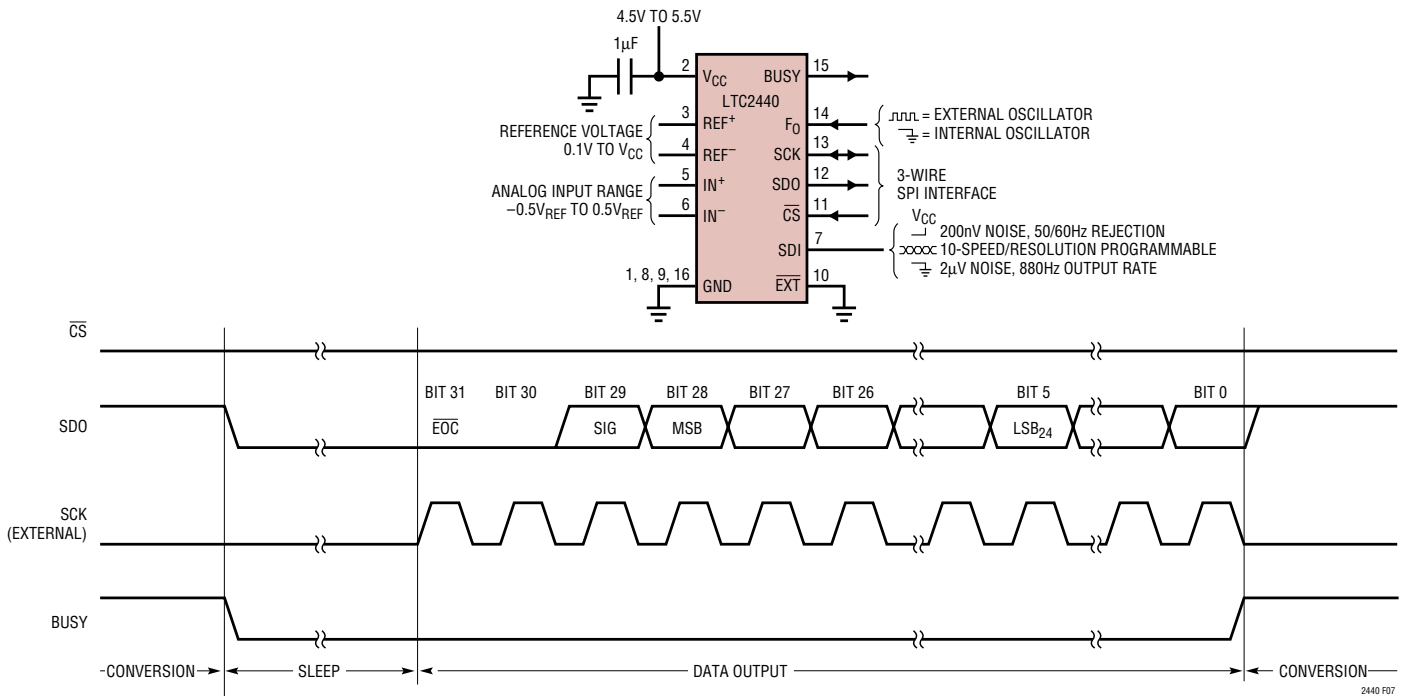 4.5V TO 5.5V
1µF
2
VCC
BUSY
15
LTC2440
3
REF+
FO
14
= EXTERNAL OSCILLATOR
= INTERNAL OSCILLATOR
REFERENCE VOLTAGE
0.1V TO VCC
4
REF−
SCK
13
3-WIRE
SPI INTERFACE
5
IN+
SDO
12
ANALOG INPUT RANGE
−0.5VREF TO 0.5VREF
6
IN−
CS
11
VCC
200nV NOISE, 50/60Hz REJECTION
10-SPEED/RESOLUTION PROGRAMMABLE
2µV NOISE, 880Hz OUTPUT RATE
SDI
7
1, 8, 9, 16
GND
EXT
10
CS
BIT 31
BIT 30
BIT 29
BIT 28
BIT 27
BIT 26
BIT 5
BIT 0
SDO
EOC
SIG
MSB
LSB24
SCK
(EXTERNAL)
BUSY
CONVERSION
SLEEP
DATA OUTPUT
CONVERSION
2440 F07